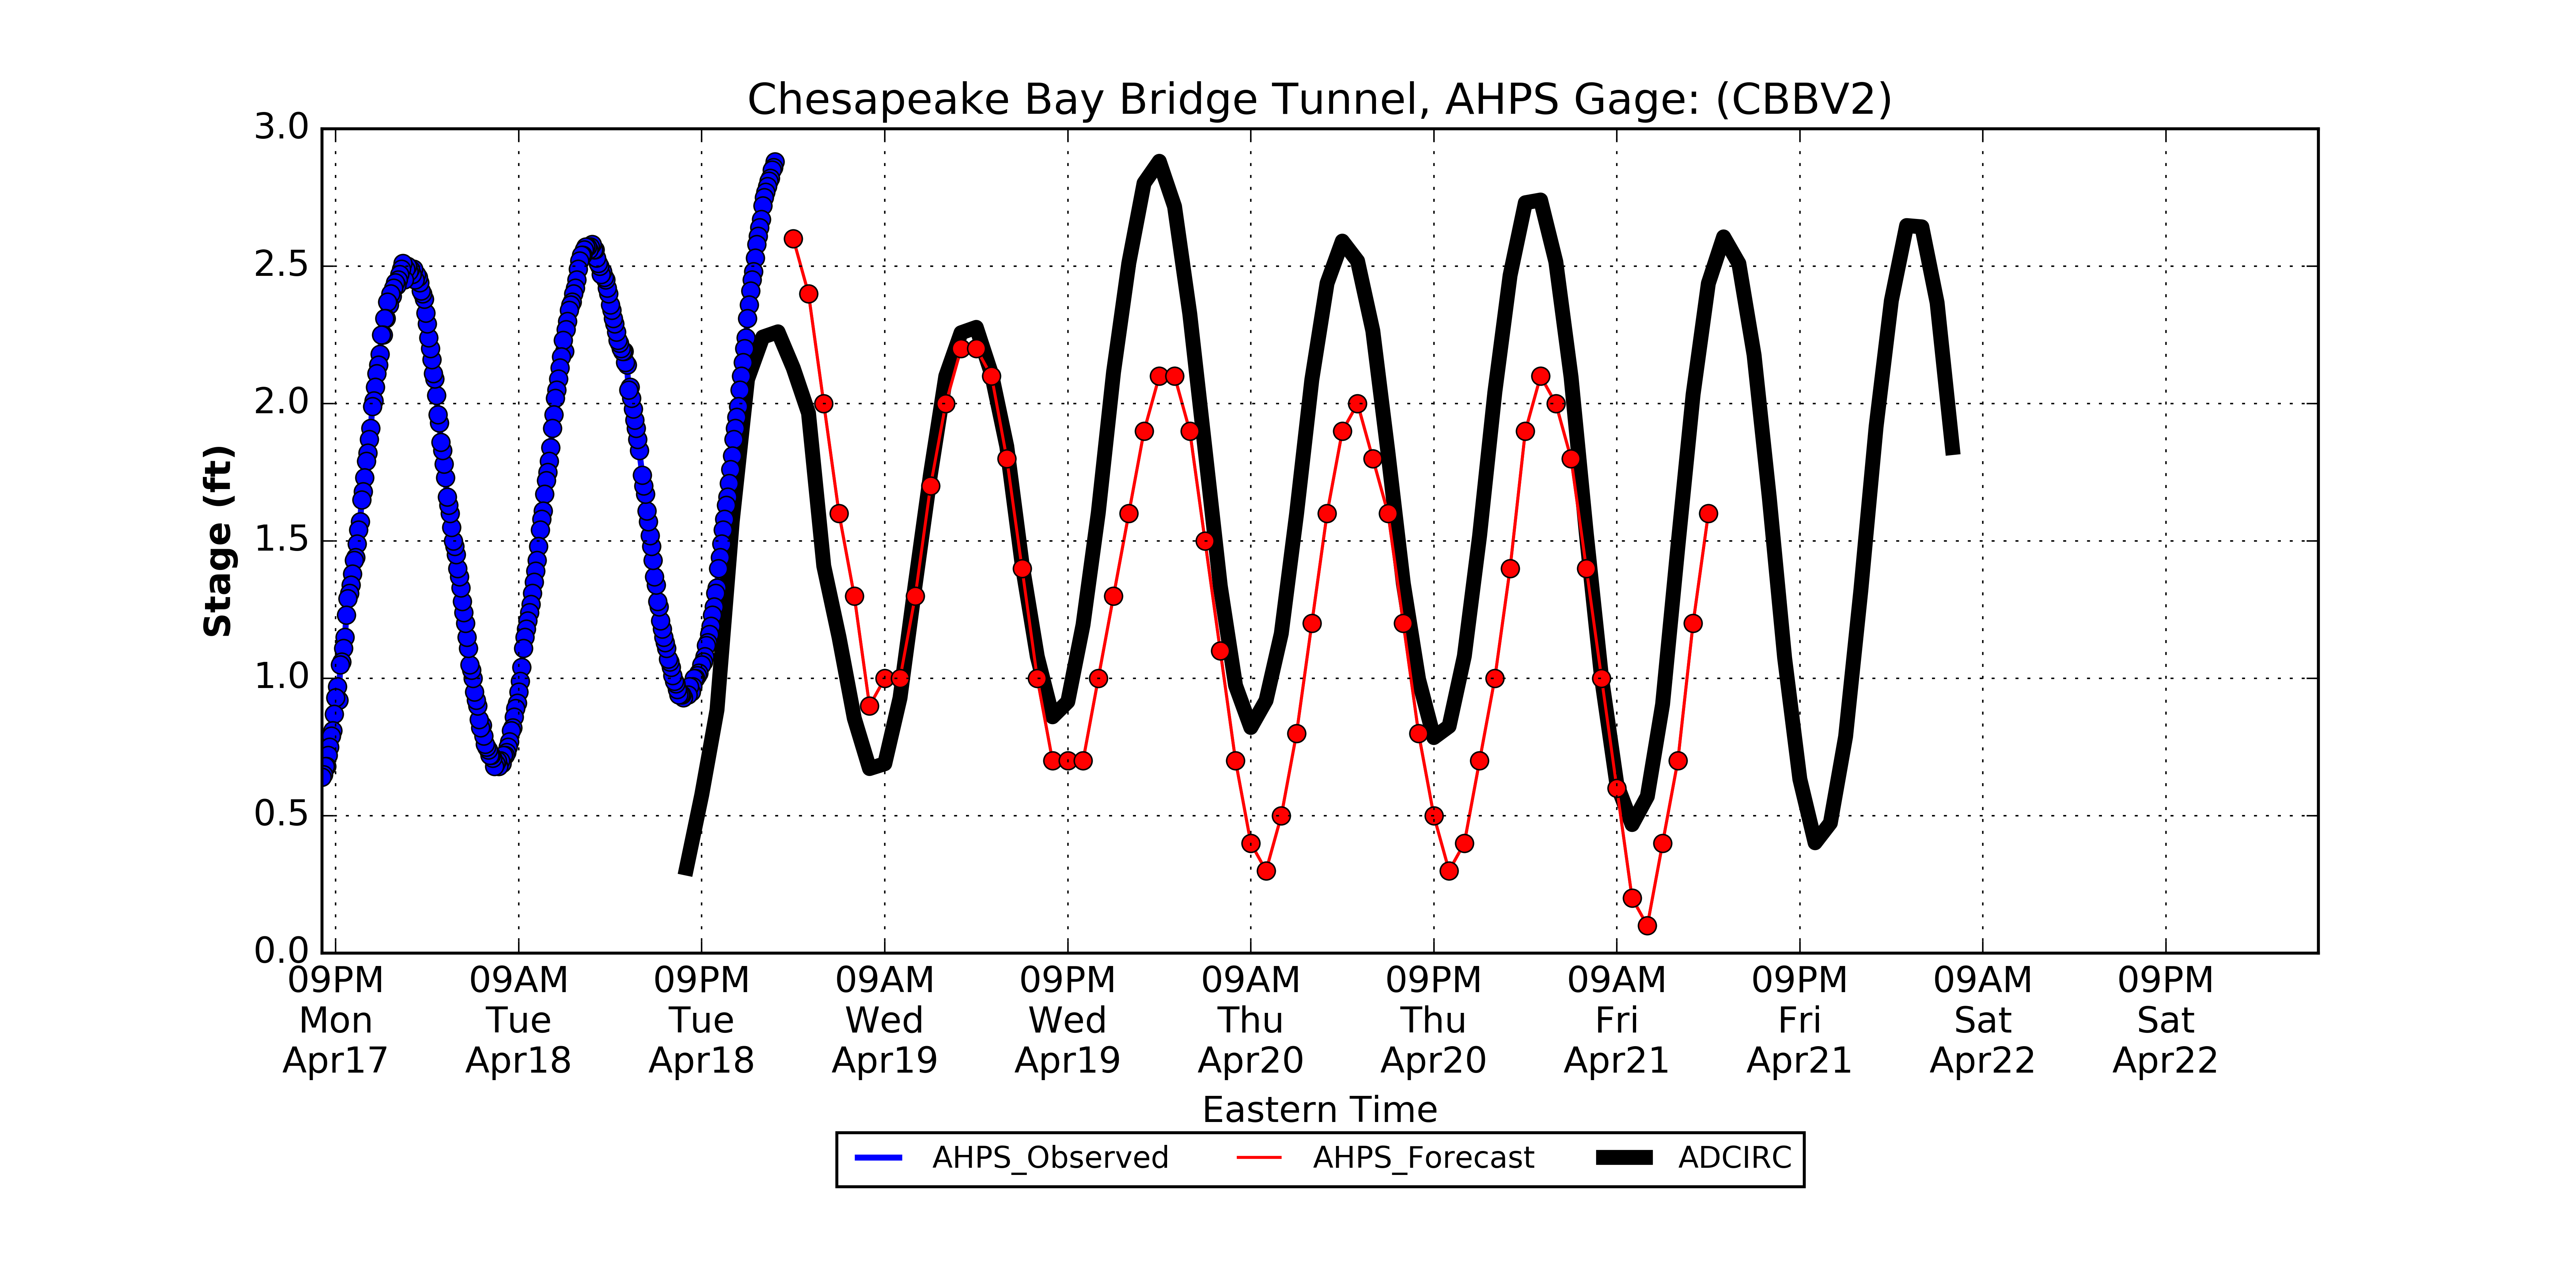 Chesapeake Bay Bridge Tunnel, AHPS Gage: (CBBV2)
3.0
2.5
2.0
1.5
1.0
0.5
0.0
Stage (ft)
09PM 09AM 09PM 09AM 09PM 09AM 09PM 09AM 09PM 09AM 09PM
Mon Tue Tue Wed Wed Thu Thu Fri Fri Sat Sat
Apr17 Apr18 Apr18 Apr19 Apr19 Apr20 Apr20 Apr21 Apr21 Apr22 Apr22
Eastern Time
AHPS_Observed AHPS_Forecast ADCIRC